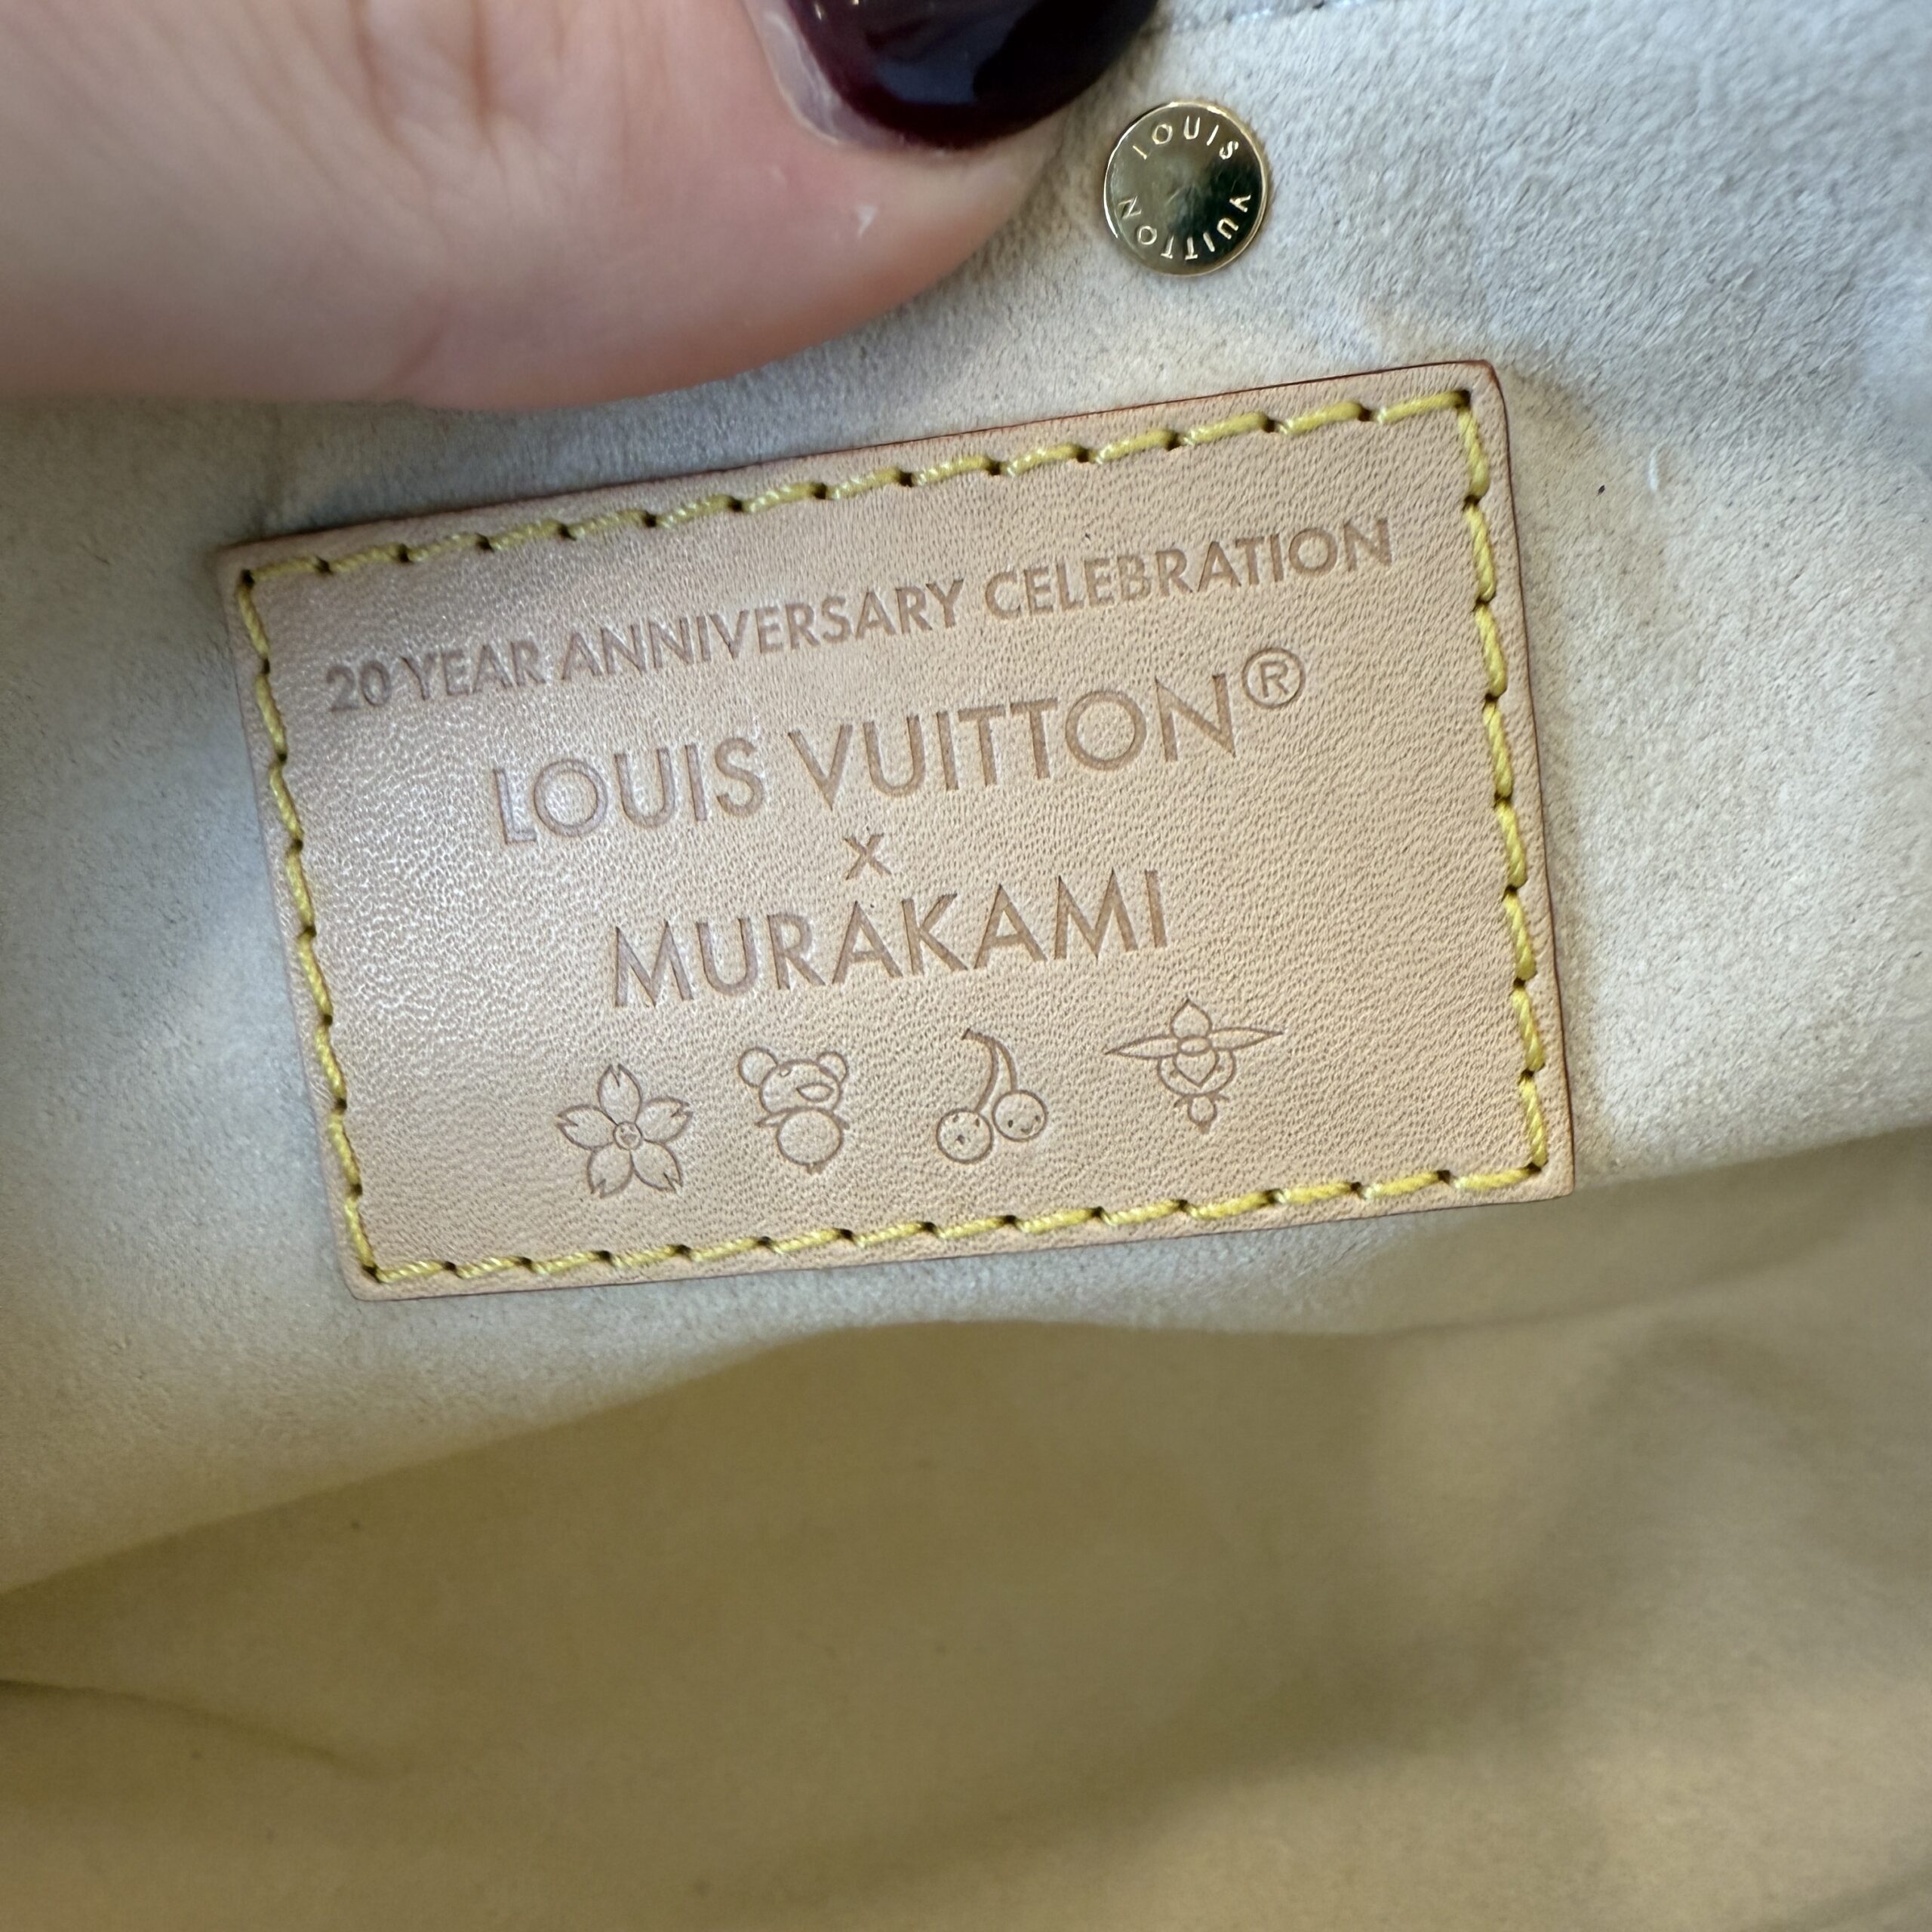 LOUIS VUITTON
20 YEAR ANNIVERSARY CELEBRATION
LOUIS VUITTON®
x
MURAKAMI